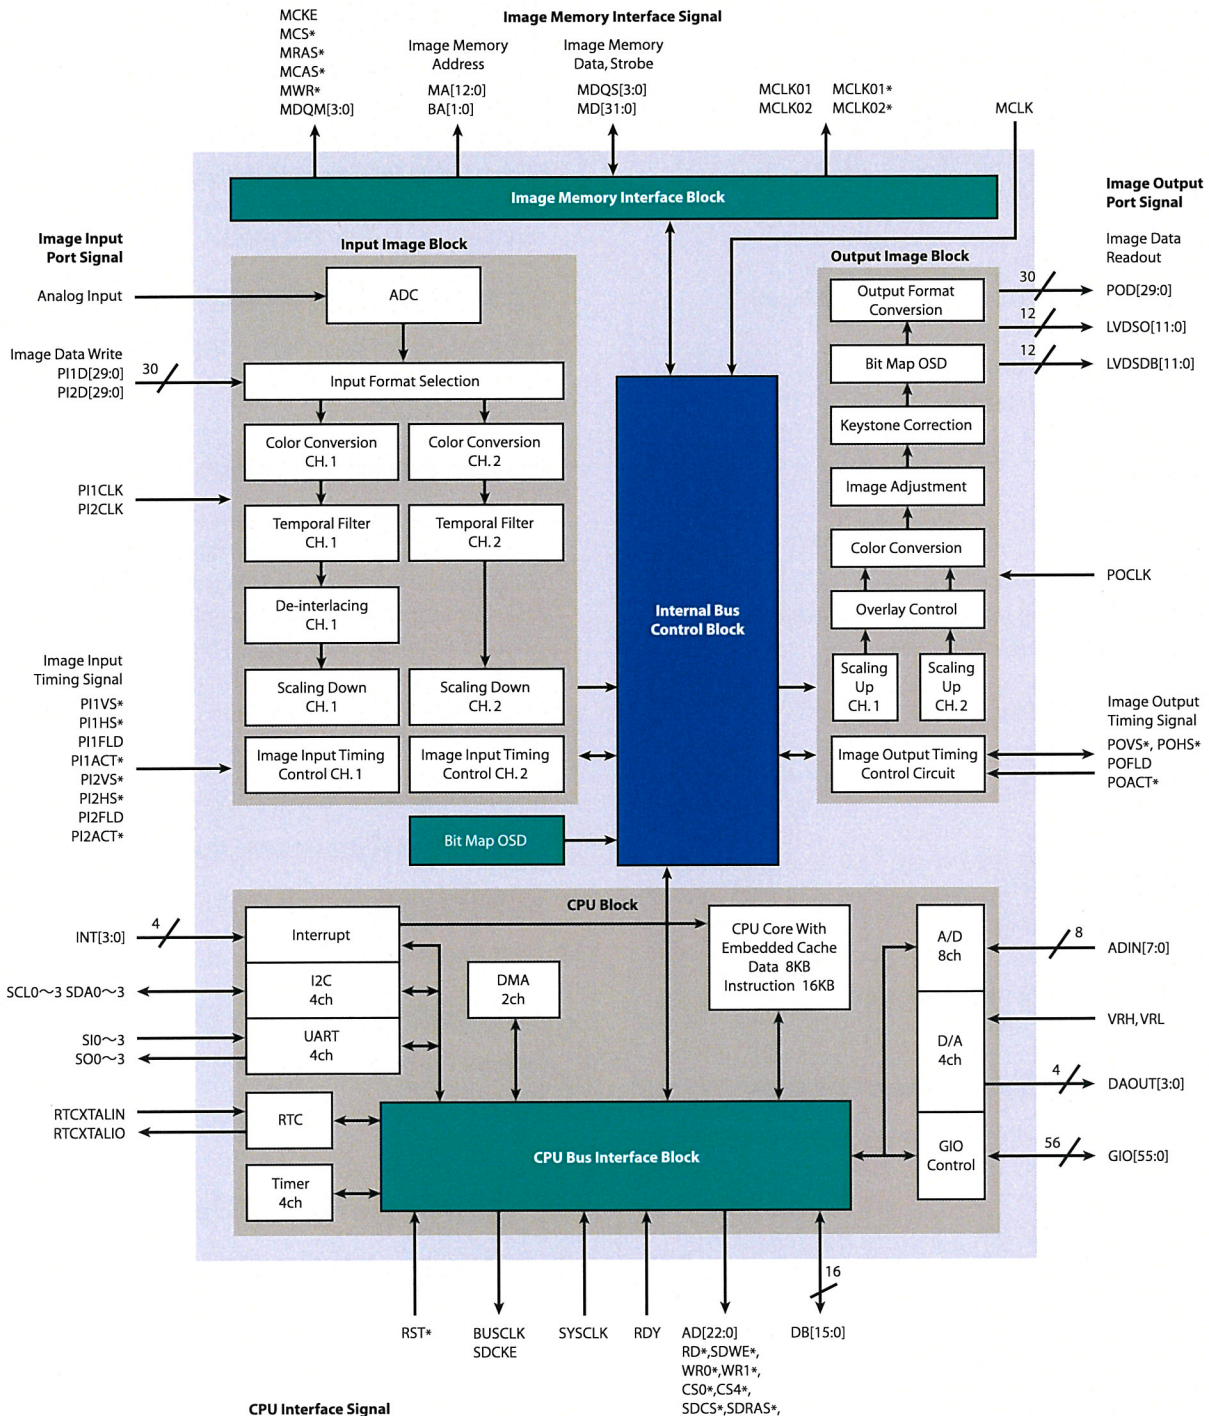 Image Memory Interface Signal
MCKE
MCS*
MRAS*
MCAS*
MWR*
MDQM[3:0]
Image Memory
Address
MA[12:0]
BA[1:0]
Image Memory
Data, Strobe
MDQS[3:0]
MD[31:0]
MCLK01 MCLK01*
MCLK02 MCLK02*
MCLK
Image Memory Interface Block
Image Input
Port Signal
Analog Input
Image Data Write
PI1D[29:0]
PI2D[29:0]
30
PI1CLK
PI2CLK
Image Input
Timing Signal
PI1VS*
PI1HS*
PI1FLD
PI1ACT*
PI2VS*
PI2HS*
PI2FLD
PI2ACT*
Input Image Block
ADC
Input Format Selection
Color Conversion
CH. 1
Color Conversion
CH. 2
Temporal Filter
CH. 1
Temporal Filter
CH. 2
De-interlacing
CH. 1
Scaling Down
CH. 1
Scaling Down
CH. 2
Image Input Timing
Control CH. 1
Image Input Timing
Control CH. 2
Bit Map OSD
Internal Bus
Control Block
Output Image Block
Output Format
Conversion
Bit Map OSD
Keystone Correction
Image Adjustment
Color Conversion
Overlay Control
Scaling
Up
CH. 1
Scaling
Up
CH. 2
Image Output Timing
Control Circuit
Image Output
Port Signal
Image Data
Readout
30
POD[29:0]
12
LVDSO[11:0]
12
LVDSDB[11:0]
POCLK
Image Output
Timing Signal
POVS*, POHS*
POFLD
POACT*
CPU Block
INT[3:0]
4
SCL0～3 SDA0～3
SI0～3
SO0～3
RTCXTALIN
RTCXTALIO
Interrupt
I2C
4ch
UART
4ch
RTC
Timer
4ch
DMA
2ch
CPU Core With
Embedded Cache
Data 8KB
Instruction 16KB
CPU Bus Interface Block
A/D
8ch
D/A
4ch
GIO
Control
8
ADIN[7:0]
VRH, VRL
4
DAOUT[3:0]
56
GIO[55:0]
16
RST*
BUSCLK
SDCKE
SYSCLK
RDY
AD[22:0]
RD*,SDWE*,
WR0*,WR1*,
CS0*,CS4*,
SDCS*,SDRAS*,
DB[15:0]
CPU Interface Signal